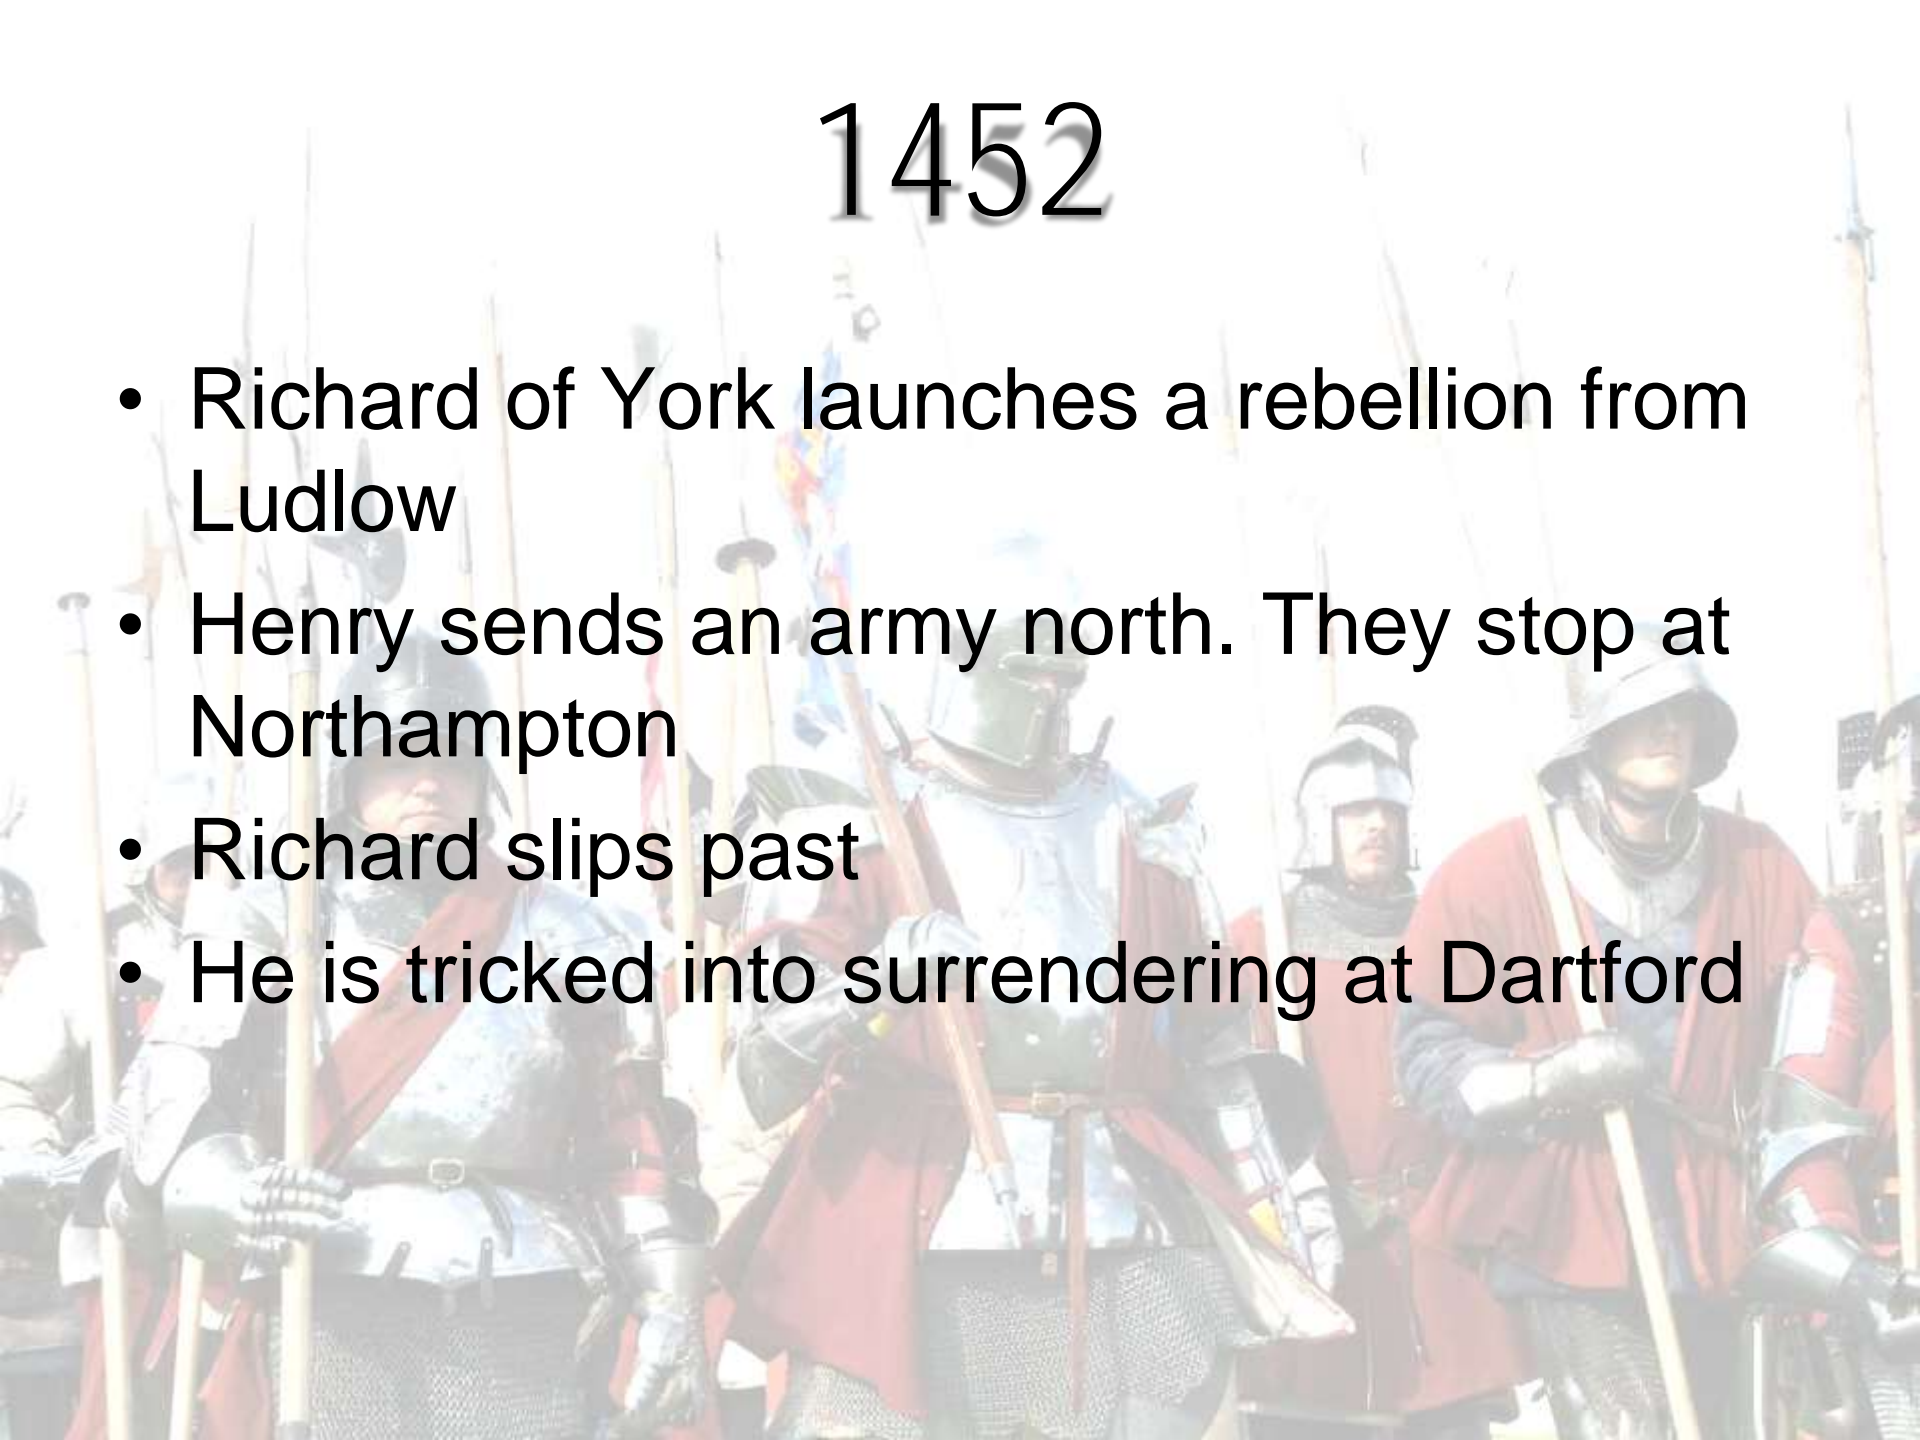 1452
• Richard of York launches a rebellion from
Ludlow
• Henry sends an army north. They stop at
Northampton
• Richard slips past
• He is tricked into surrendering at Dartford